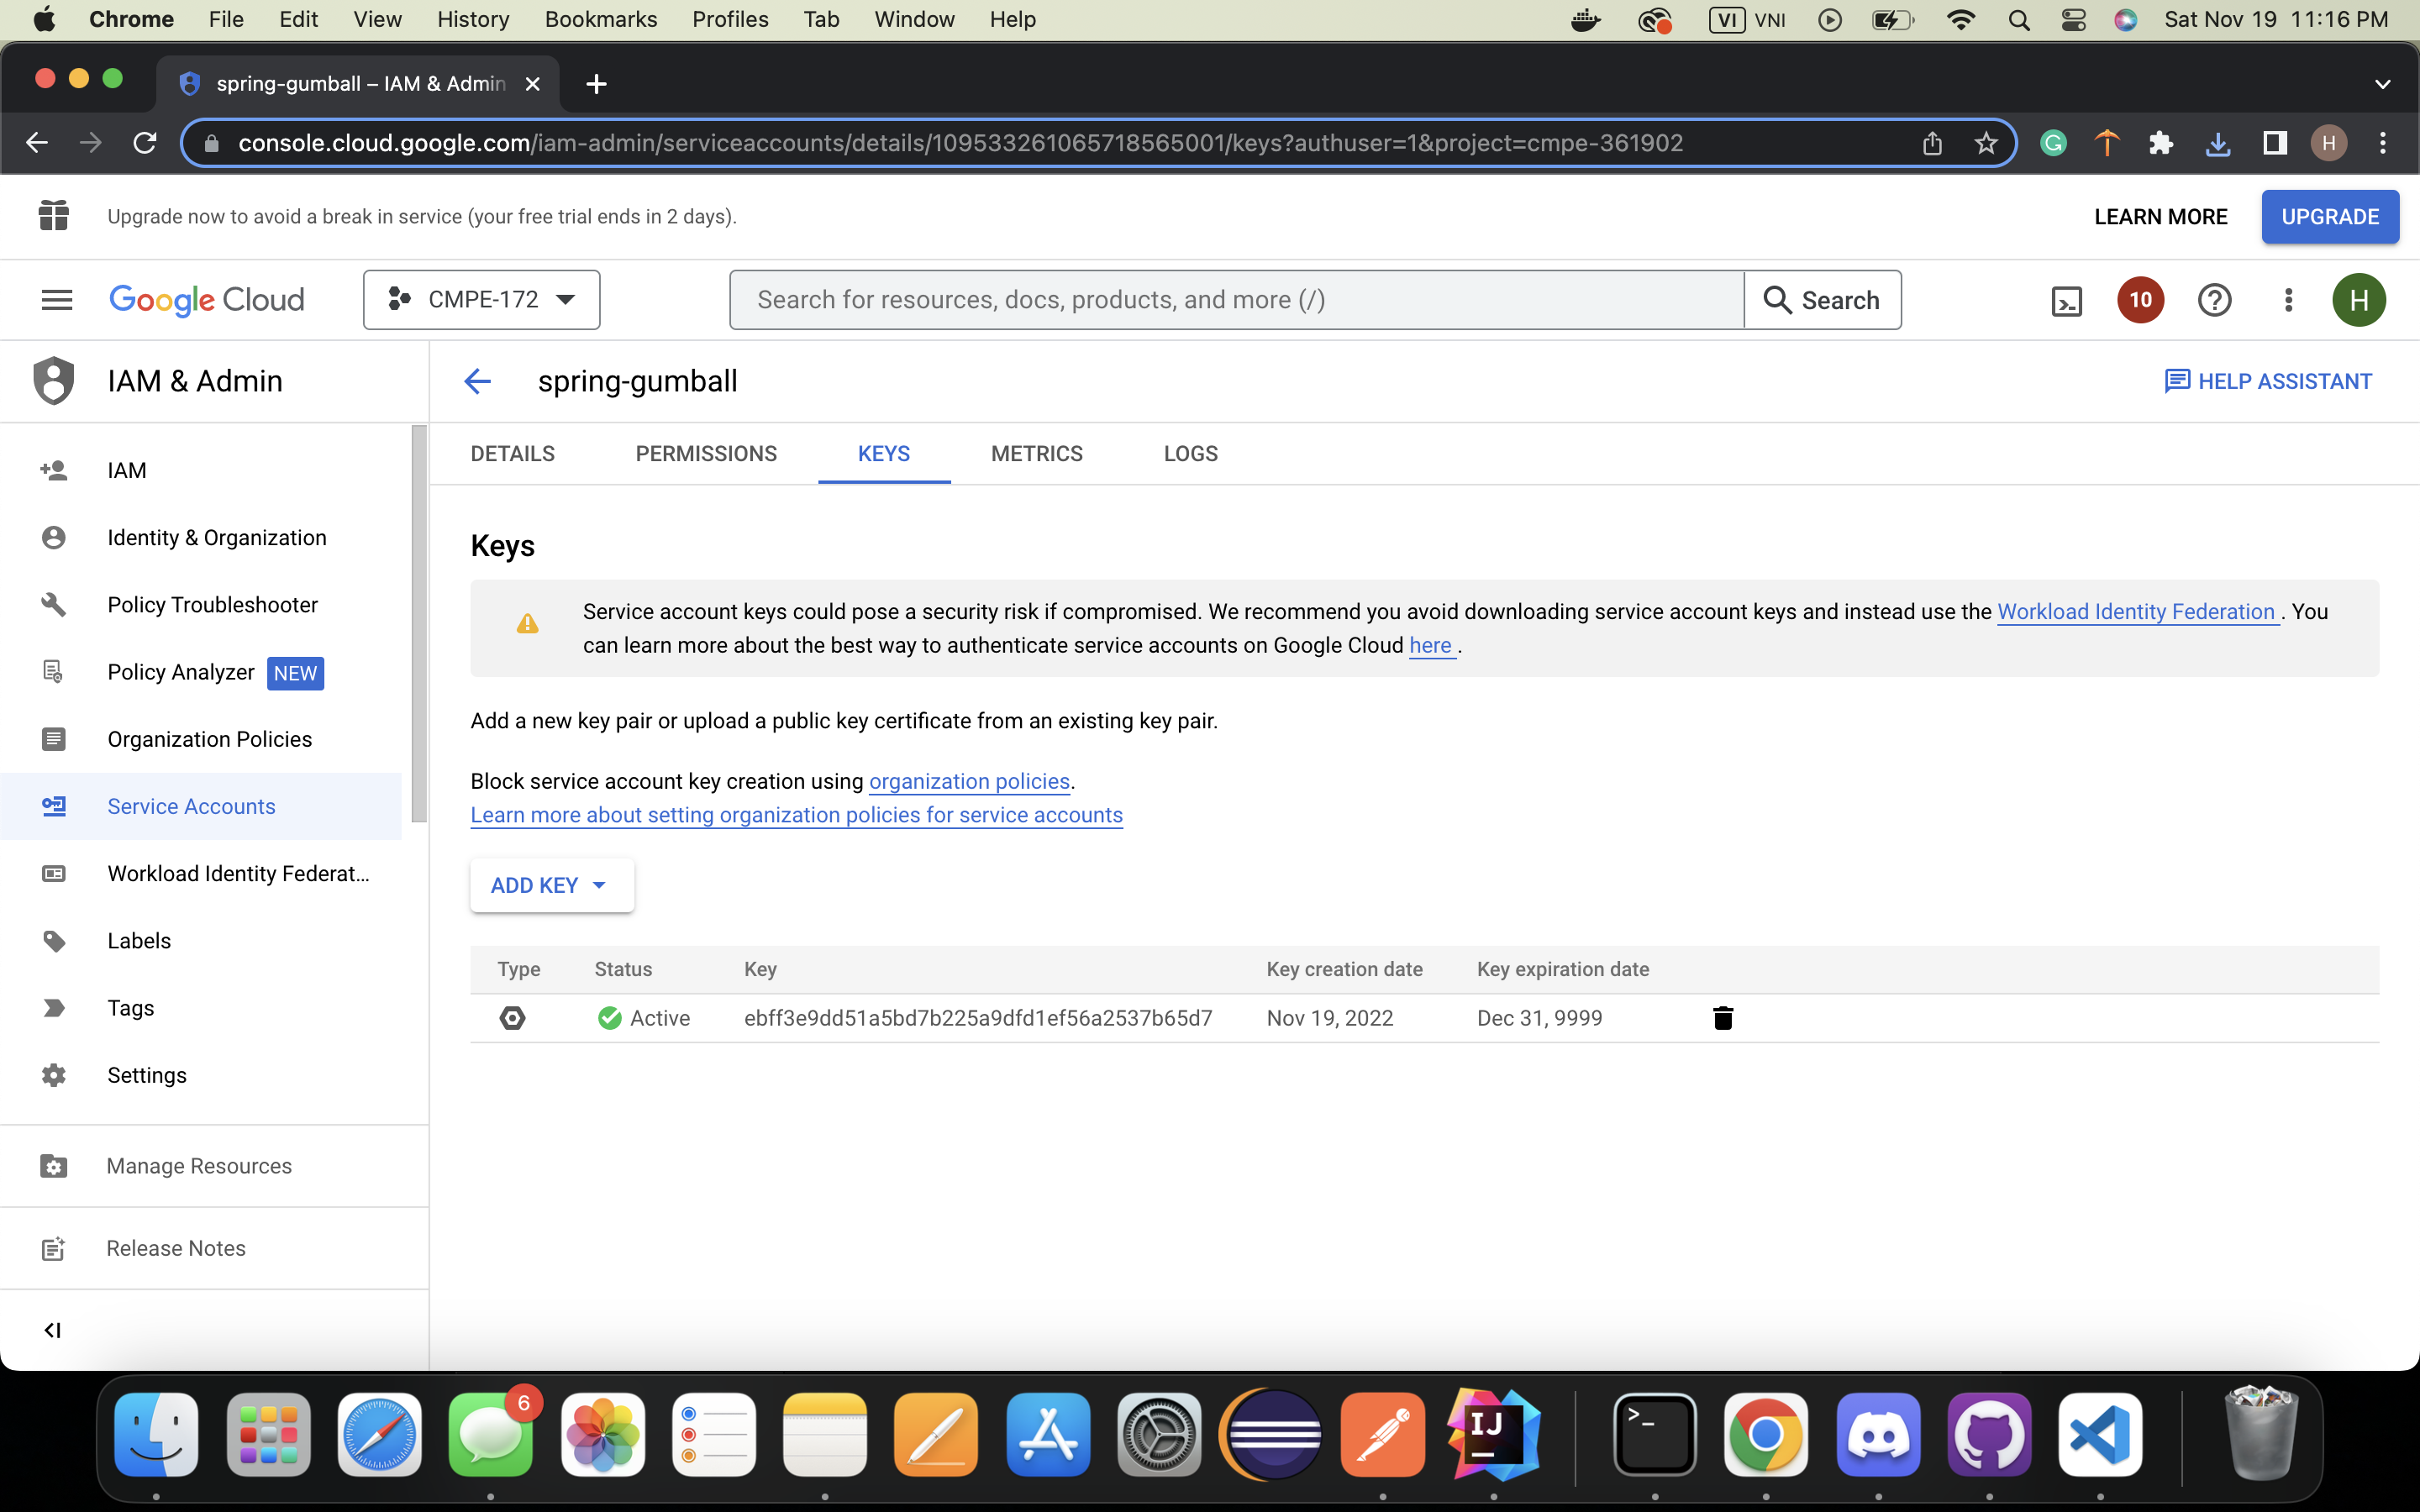 Chrome File Edit View History Bookmarks Profiles Tab Window Help VI VNI Sat Nov 19 11:16 PM
spring-gumball – IAM & Admin
console.cloud.google.com/iam-admin/serviceaccounts/details/109533261065718565001/keys?authuser=1&project=cmpe-361902 G H
Upgrade now to avoid a break in service (your free trial ends in 2 days). LEARN MORE UPGRADE
Google Cloud CMPE-172 Search for resources, docs, products, and more (/) Search 10 H
IAM & Admin
IAM
Identity & Organization
Policy Troubleshooter
Policy Analyzer NEW
Organization Policies
Service Accounts
Workload Identity Federat...
Labels
Tags
Settings
Manage Resources
Release Notes
spring-gumball HELP ASSISTANT
DETAILS PERMISSIONS KEYS METRICS LOGS
Keys
Service account keys could pose a security risk if compromised. We recommend you avoid downloading service account keys and instead use the Workload Identity Federation . You
can learn more about the best way to authenticate service accounts on Google Cloud here .
Add a new key pair or upload a public key certificate from an existing key pair.
Block service account key creation using organization policies.
Learn more about setting organization policies for service accounts
ADD KEY
Type Status Key Key creation date Key expiration date
Active ebff3e9dd51a5bd7b225a9dfd1ef56a2537b65d7 Nov 19, 2022 Dec 31, 9999
6
IJ